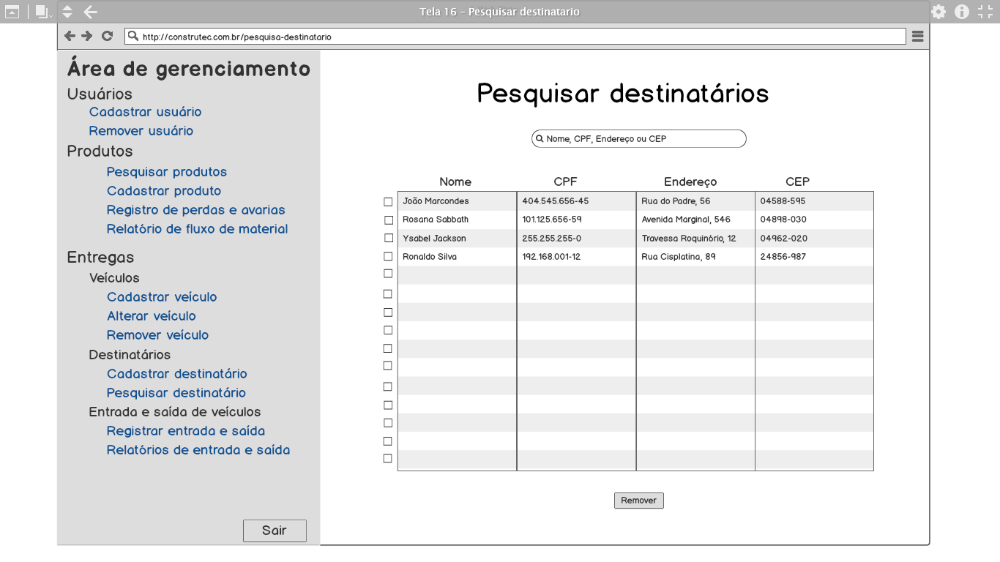 Tela 16 - Pesquisar destinatario
http://construtec.com.br/pesquisa-destinatario
Área de gerenciamento
Usuários
Cadastrar usuário
Remover usuário
Produtos
Pesquisar produtos
Cadastrar produto
Registro de perdas e avarias
Relatório de fluxo de material
Entregas
Veículos
Cadastrar veículo
Alterar veículo
Remover veículo
Destinatários
Cadastrar destinatário
Pesquisar destinatário
Entrada e saída de veículos
Registrar entrada e saída
Relatórios de entrada e saída
Sair
Pesquisar destinatários
Nome, CPF, Endereço ou CEP
Nome CPF Endereço CEP
João Marcondes 404.545.656-45 Rua do Padre, 56 04588-595
Rosana Sabbath 101.125.656-59 Avenida Marginal, 546 04898-030
Ysabel Jackson 255.255.255-0 Travessa Roquinório, 12 04962-020
Ronaldo Silva 192.168.001-12 Rua Cisplatina, 89 24856-987
Remover